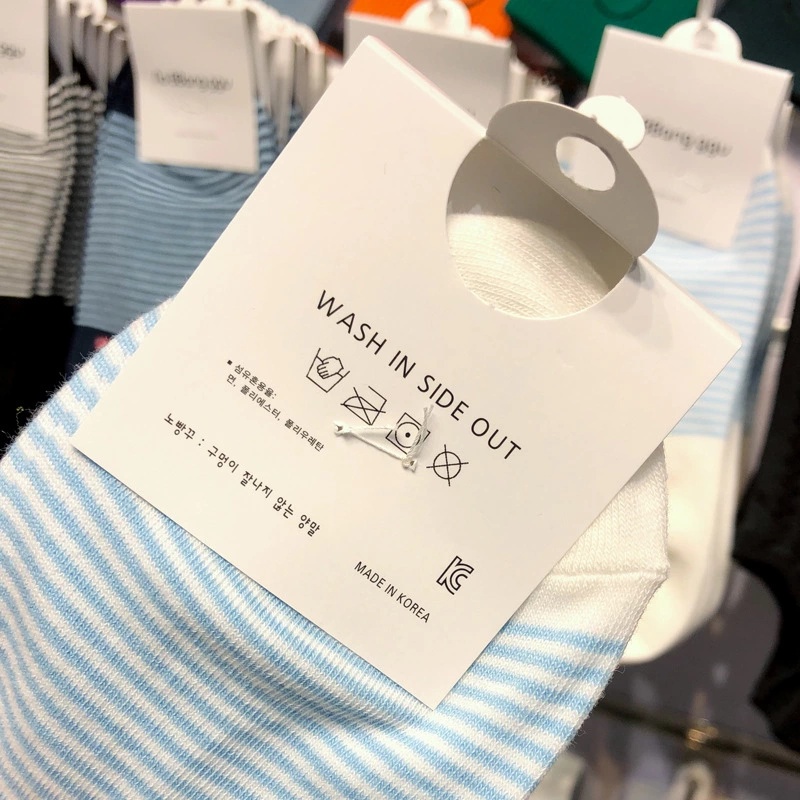 WASH IN SIDE OUT
▪ 섬유혼용율:
면, 폴리에스터, 폴리우레탄
노빵꾸 : 구멍이 잘나지 않는 양말
MADE IN KOREA